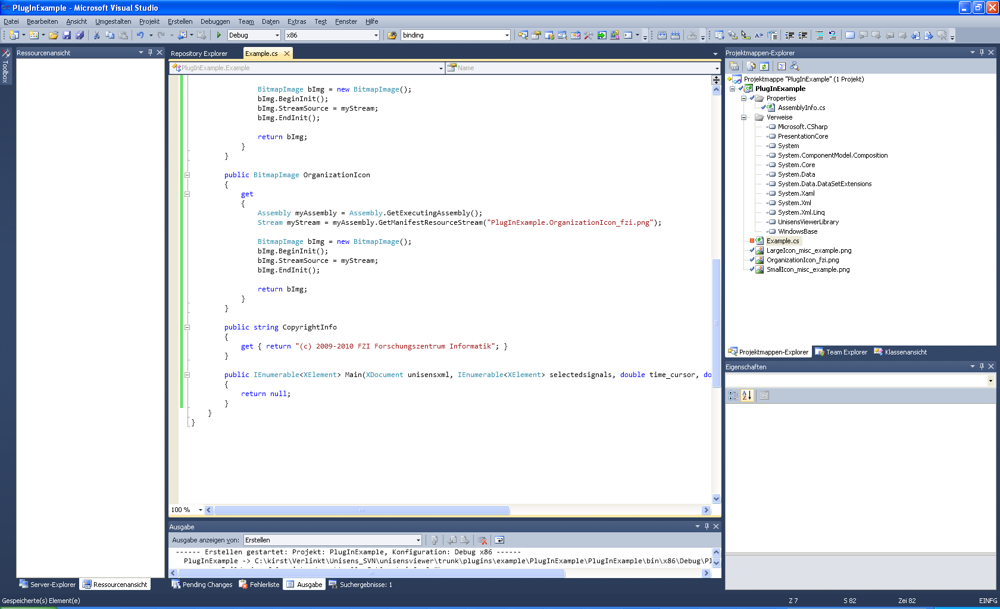 PlugInExample - Microsoft Visual Studio
Datei Bearbeiten Ansicht Umgestalten Projekt Erstellen Debuggen Team Daten Extras Test Fenster Hilfe
Debug x86 binding
Toolbox
Ressourcenansicht
Repository Explorer Example.cs
PlugInExample.Example Name
BitmapImage bImg = new BitmapImage();
bImg.BeginInit();
bImg.StreamSource = myStream;
bImg.EndInit();
return bImg;
}
}
public BitmapImage OrganizationIcon
{
get
{
Assembly myAssembly = Assembly.GetExecutingAssembly();
Stream myStream = myAssembly.GetManifestResourceStream("PlugInExample.OrganizationIcon_fzi.png");
BitmapImage bImg = new BitmapImage();
bImg.BeginInit();
bImg.StreamSource = myStream;
bImg.EndInit();
return bImg;
}
}
public string CopyrightInfo
{
get { return "(c) 2009-2010 FZI Forschungszentrum Informatik"; }
}
public IEnumerable<XElement> Main(XDocument unisensxml, IEnumerable<XElement> selectedsignals, double time_cursor, do
{
return null;
}
}
}
100 %
Ausgabe
Ausgabe anzeigen von: Erstellen
------ Erstellen gestartet: Projekt: PlugInExample, Konfiguration: Debug x86 ------
PlugInExample -> C:\kirst\Verlinkt\Unisens_SVN\unisensviewer\trunk\plugins\example\PlugInExample\PlugInExample\bin\x86\Debug\Pl
Server-Explorer Ressourcenansicht Pending Changes Fehlerliste Ausgabe Suchergebnisse: 1
Projektmappen-Explorer
Projektmappe "PlugInExample" (1 Projekt)
PlugInExample
Properties
AssemblyInfo.cs
Verweise
Microsoft.CSharp
PresentationCore
System
System.ComponentModel.Composition
System.Core
System.Data
System.Data.DataSetExtensions
System.Xaml
System.Xml
System.Xml.Linq
UnisensViewerLibrary
WindowsBase
Example.cs
LargeIcon_misc_example.png
OrganizationIcon_fzi.png
SmallIcon_misc_example.png
Projektmappen-Explorer Team Explorer Klassenansicht
Eigenschaften
Gespeicherte(s) Element(e) Z 7 S 82 Zei 82 EINFG